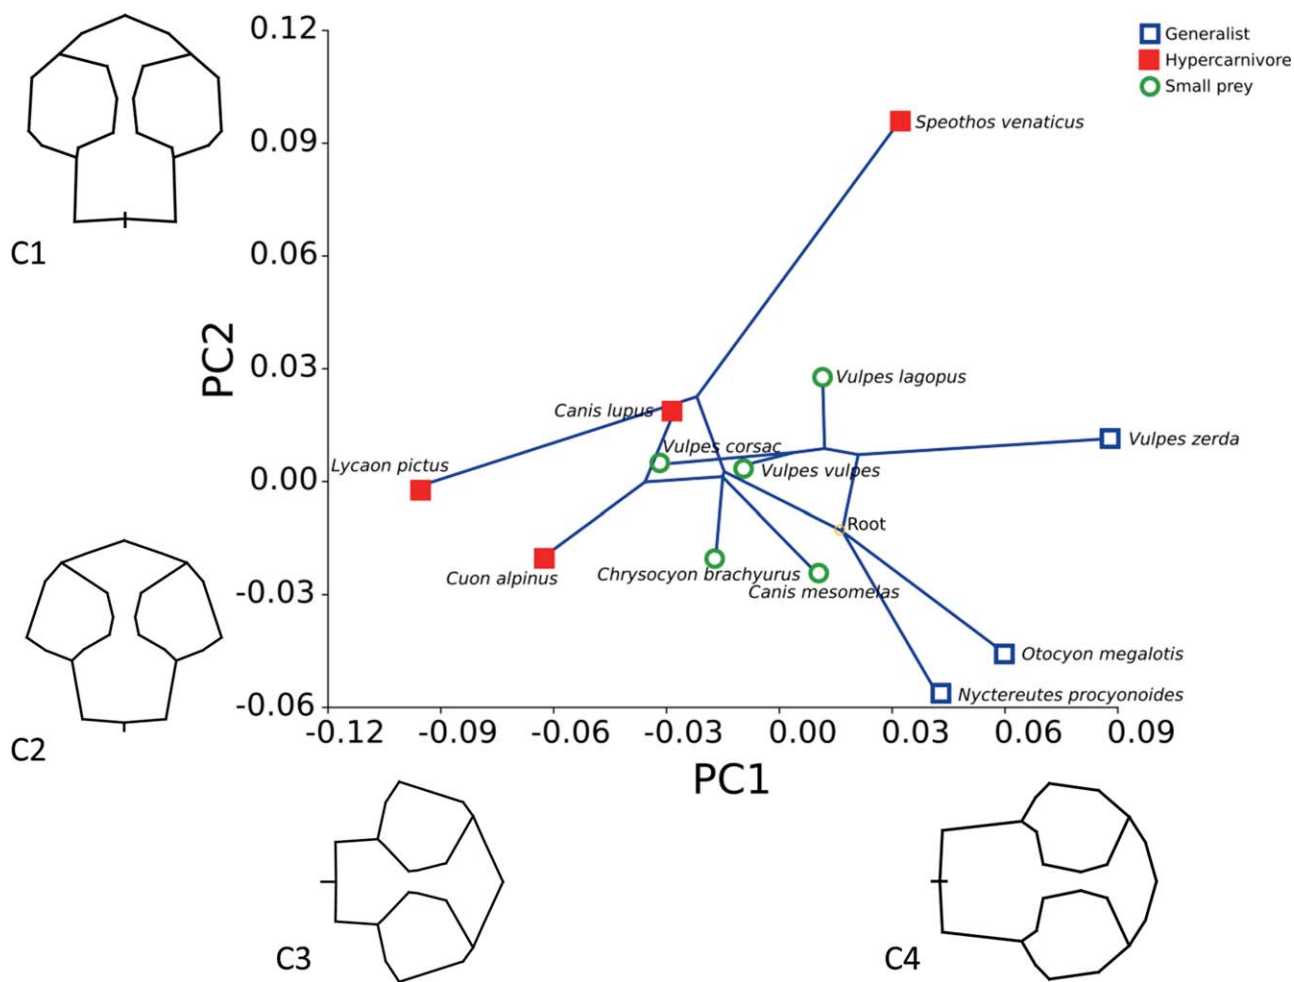 0.12
Generalist
Hypercarnivore
Small prey
Speothos venaticus
0.09
C1
0.06
PC2
0.03
Vulpes lagopus
Canis lupus
Vulpes corsac
Vulpes zerda
Lycaon pictus
Vulpes vulpes
0.00
Root
Cuon alpinus
Chrysocyon brachyurus
Canis mesomelas
-0.03
Otocyon megalotis
Nyctereutes procyonoides
-0.06
C2
-0.12 -0.09 -0.06 -0.03 0.00 0.03 0.06 0.09
PC1
C3
C4